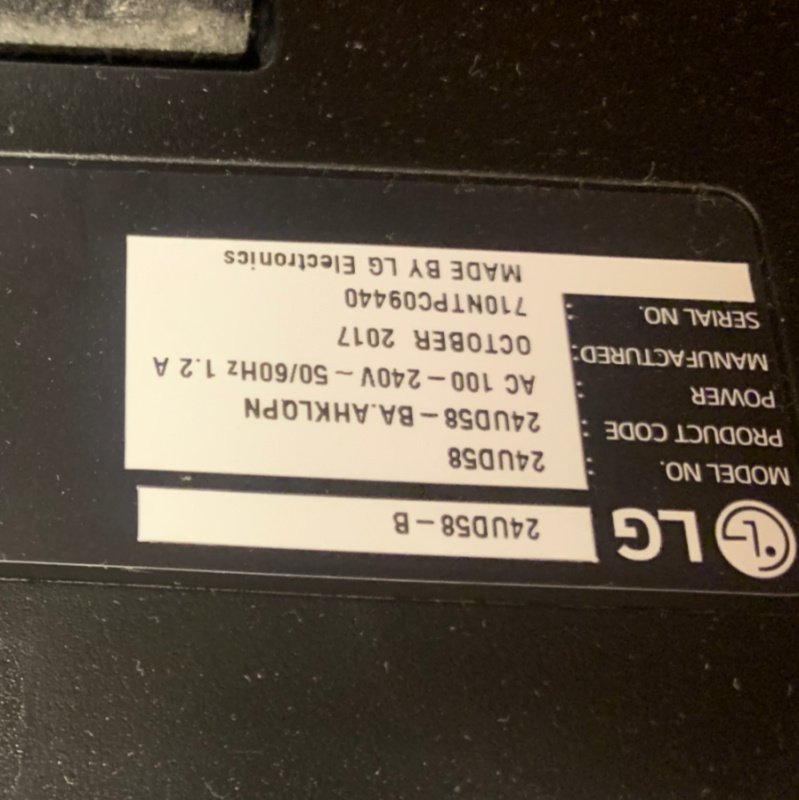 LG 24UD58-B
MODEL NO. : 24UD58
PRODUCT CODE : 24UD58-BA.AHKLQPN
POWER : AC 100-240V ~ 50/60Hz 1.2 A
MANUFACTURED: OCTOBER 2017
SERIAL NO. : 710NTPC09440
MADE BY LG Electronics